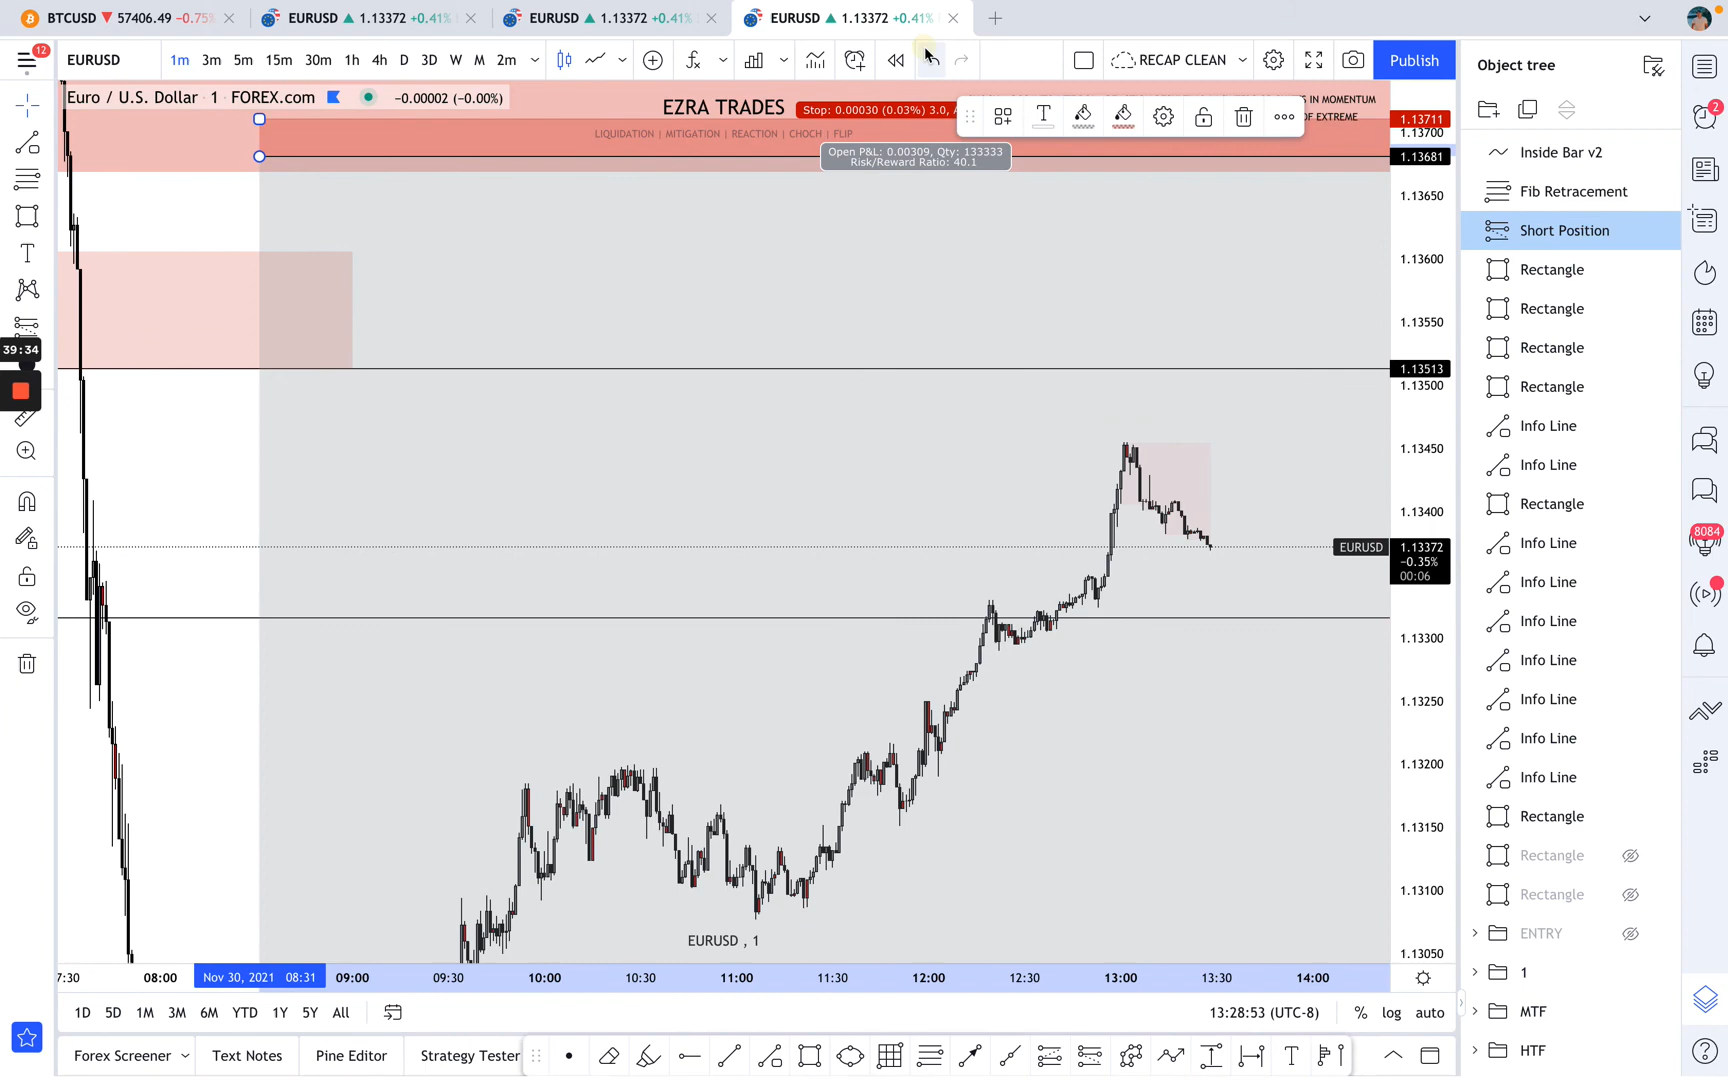 BTCUSD ▼ 57406.49 −0.75%
EURUSD ▲ 1.13372 +0.41%
EURUSD ▲ 1.13372 +0.41%
EURUSD ▲ 1.13372 +0.41%
12
EURUSD
1m 3m 5m 15m 30m 1h 4h D 3D W M 2m
RECAP CLEAN
Publish
Object tree
Euro / U.S. Dollar · 1 · FOREX.com
−0.00002 (−0.00%)
EZRA TRADES
Stop: 0.00030 (0.03%) 3.0,
IN MOMENTUM
OF EXTREME
LIQUIDATION | MITIGATION | REACTION | CHOCH | FLIP
Open P&L: 0.00309, Qty: 133333
Risk/Reward Ratio: 40.1
1.13711
1.13700
1.13681
1.13650
1.13600
1.13550
1.13513
1.13500
1.13450
1.13400
EURUSD
1.13372
−0.35%
00:06
1.13300
1.13250
1.13200
1.13150
1.13100
1.13050
39:34
EURUSD , 1
7:30 08:00 Nov 30, 2021 08:31 09:00 09:30 10:00 10:30 11:00 11:30 12:00 12:30 13:00 13:30 14:00
1D 5D 1M 3M 6M YTD 1Y 5Y All
13:28:53 (UTC-8) % log auto
Forex Screener Text Notes Pine Editor Strategy Tester
Inside Bar v2
Fib Retracement
Short Position
Rectangle
Rectangle
Rectangle
Rectangle
Info Line
Info Line
Rectangle
Info Line
Info Line
Info Line
Info Line
Info Line
Info Line
Info Line
Rectangle
Rectangle
Rectangle
ENTRY
1
MTF
HTF
2
8084